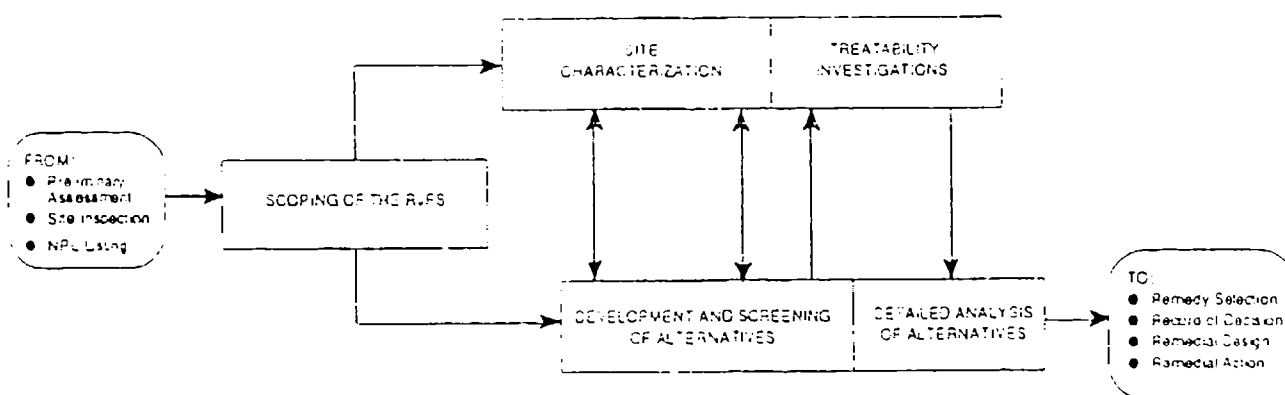 SITE
CHARACTERIZATION
TREATABILITY
INVESTIGATIONS
FROM:
● Preliminary
Assessment
● Site Inspection
● NPL Listing
SCOPING OF THE RI/FS
DEVELOPMENT AND SCREENING
OF ALTERNATIVES
DETAILED ANALYSIS
OF ALTERNATIVES
TO:
● Remedy Selection
● Record of Decision
● Remedial Design
● Remedial Action